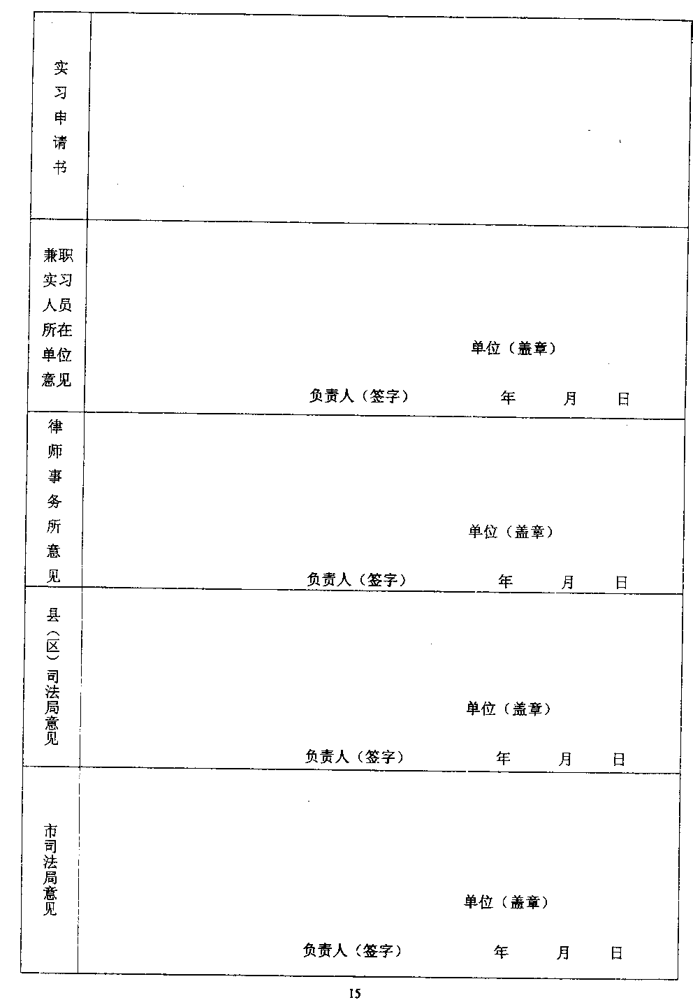 实
习
申
请
书
兼职
实习
人员
所在
单位
意见
单位（盖章）
负责人（签字） 年 月 日
律
师
事
务
所
意
见
单位（盖章）
负责人（签字） 年 月 日
县（区）司法局意见
单位（盖章）
负责人（签字） 年 月 日
市司法局意见
单位（盖章）
负责人（签字） 年 月 日
15